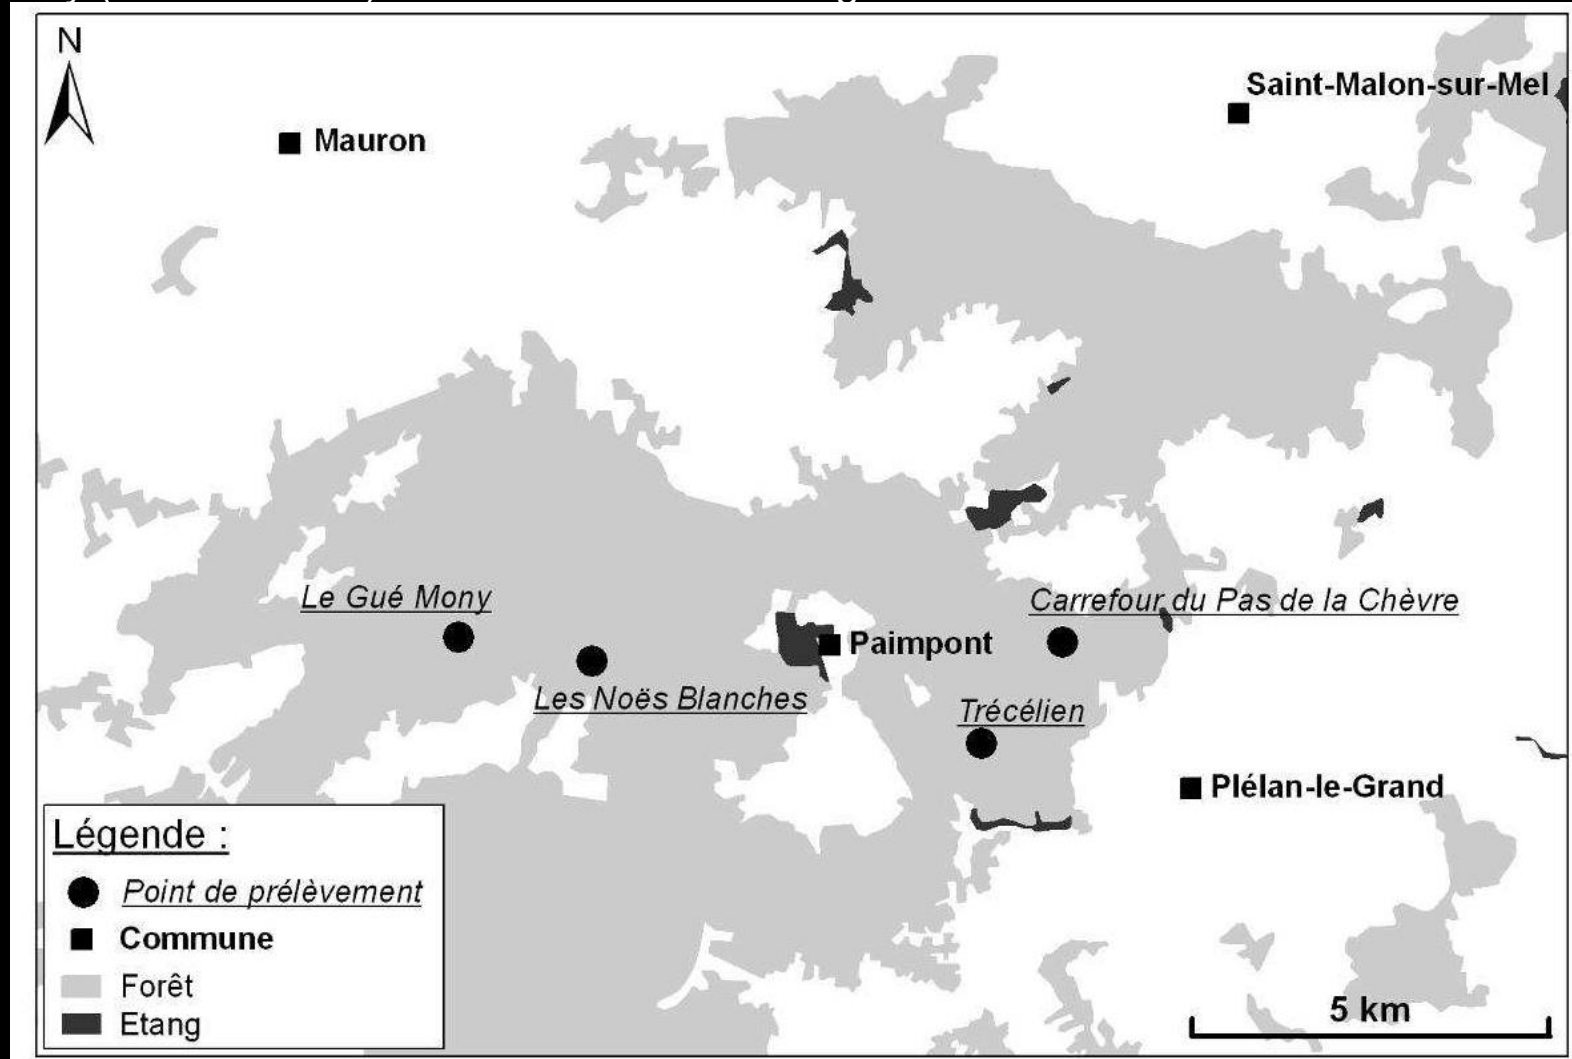 N
Saint-Malon-sur-Mel
Mauron
Le Gué Mony
Carrefour du Pas de la Chèvre
Paimpont
Les Noës Blanches
Trécélien
Plélan-le-Grand
Légende :
Point de prélèvement
Commune
Forêt
Etang
5 km